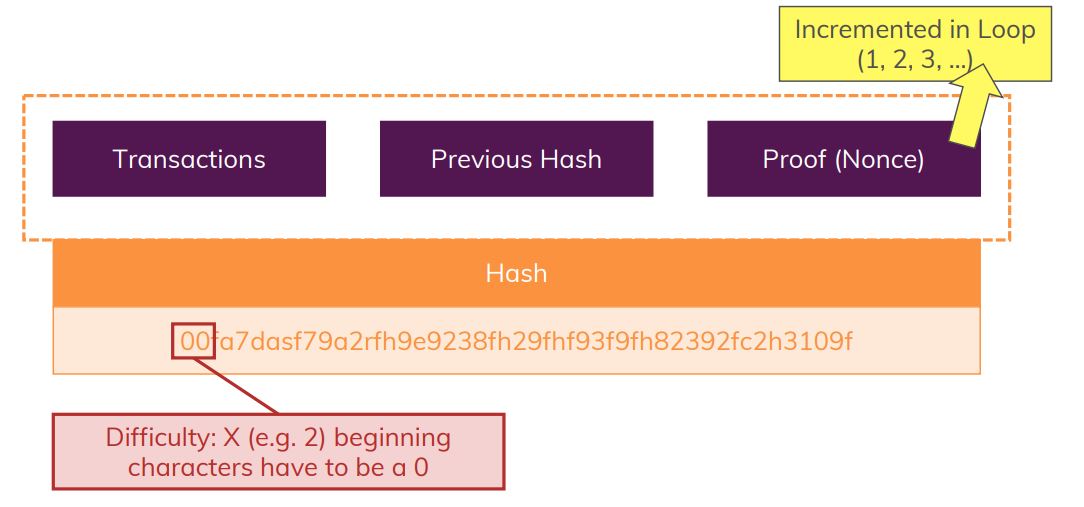 Incremented in Loop
(1, 2, 3, ...)
Transactions
Previous Hash
Proof (Nonce)
Hash
00fa7dasf79a2rfh9e9238fh29fhf93f9fh82392fc2h3109f
Difficulty: X (e.g. 2) beginning
characters have to be a 0